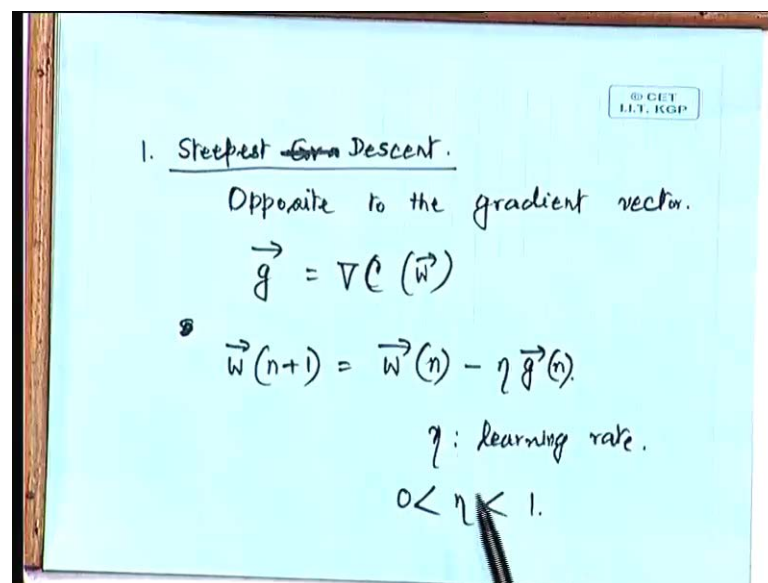 © CET
I.I.T. KGP
1. Steepest Descent.
Opposite to the gradient vector.
g⃗ = ∇C (w⃗)
w⃗(n+1) = w⃗(n) - η g⃗(n).
η : learning rate.
0< η < 1.